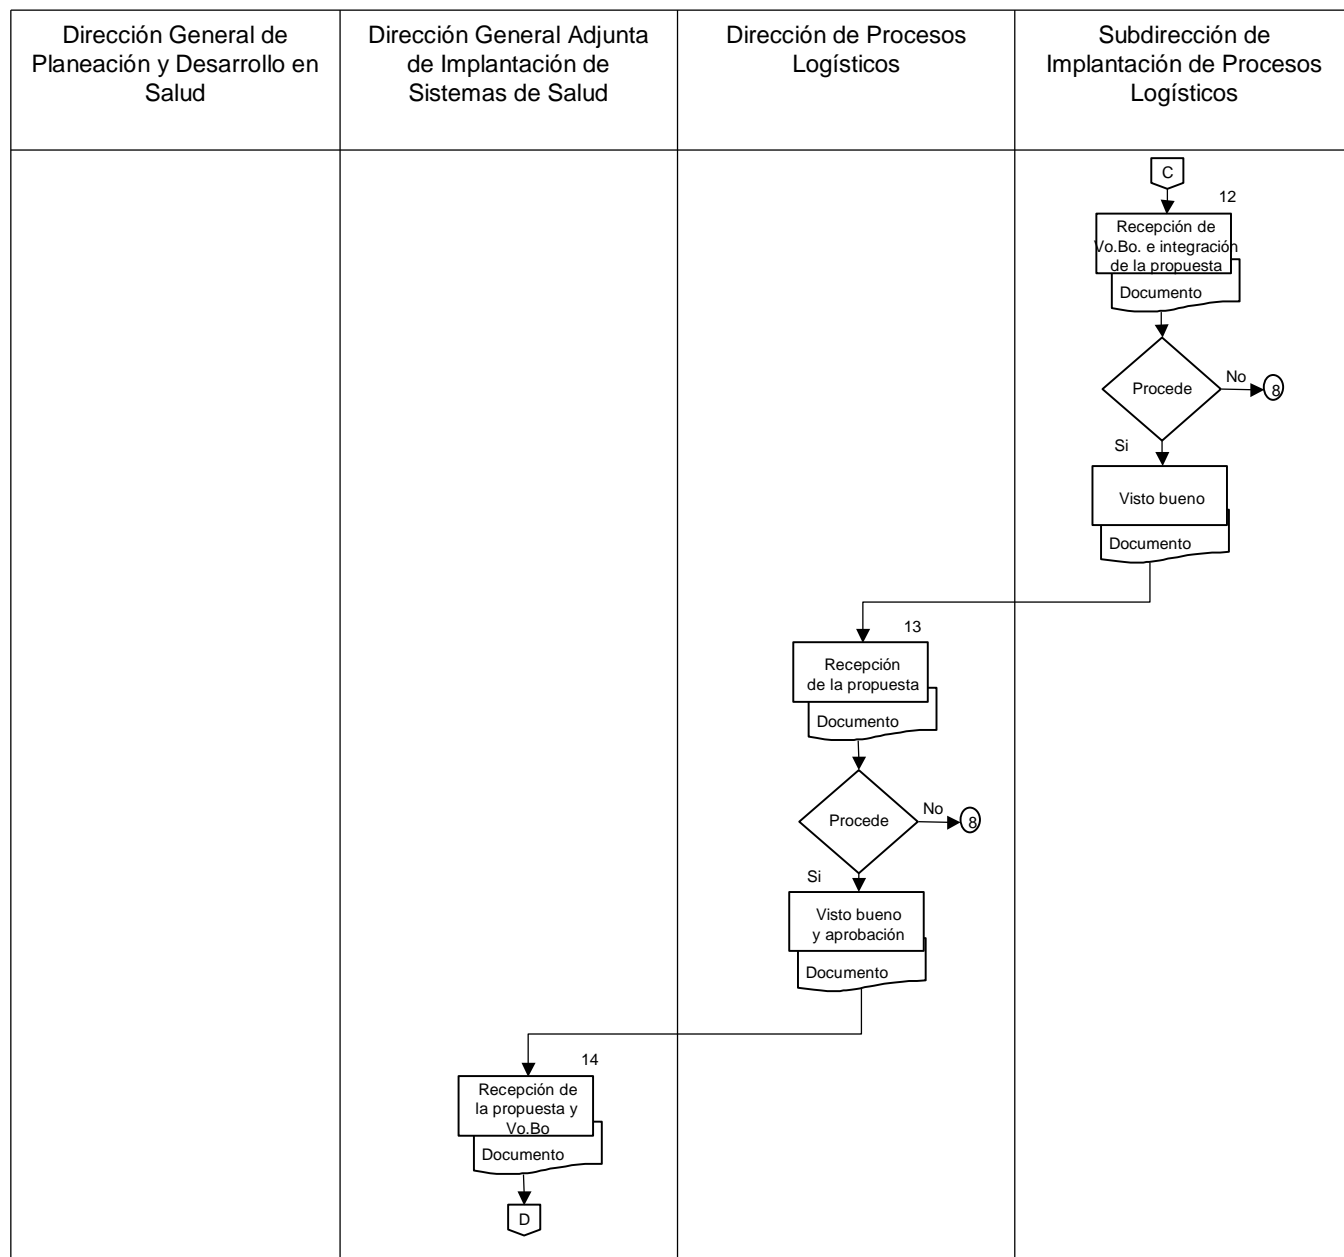 Dirección General de
Planeación y Desarrollo en
Salud
Dirección General Adjunta
de Implantación de
Sistemas de Salud
Dirección de Procesos
Logísticos
Subdirección de
Implantación de Procesos
Logísticos
C
12
Recepción de
Vo.Bo. e integración
de la propuesta
Documento
Procede
No
8
Si
Visto bueno
Documento
13
Recepción
de la propuesta
Documento
Procede
No
8
Si
Visto bueno
y aprobación
Documento
14
Recepción de
la propuesta y
Vo.Bo
Documento
D